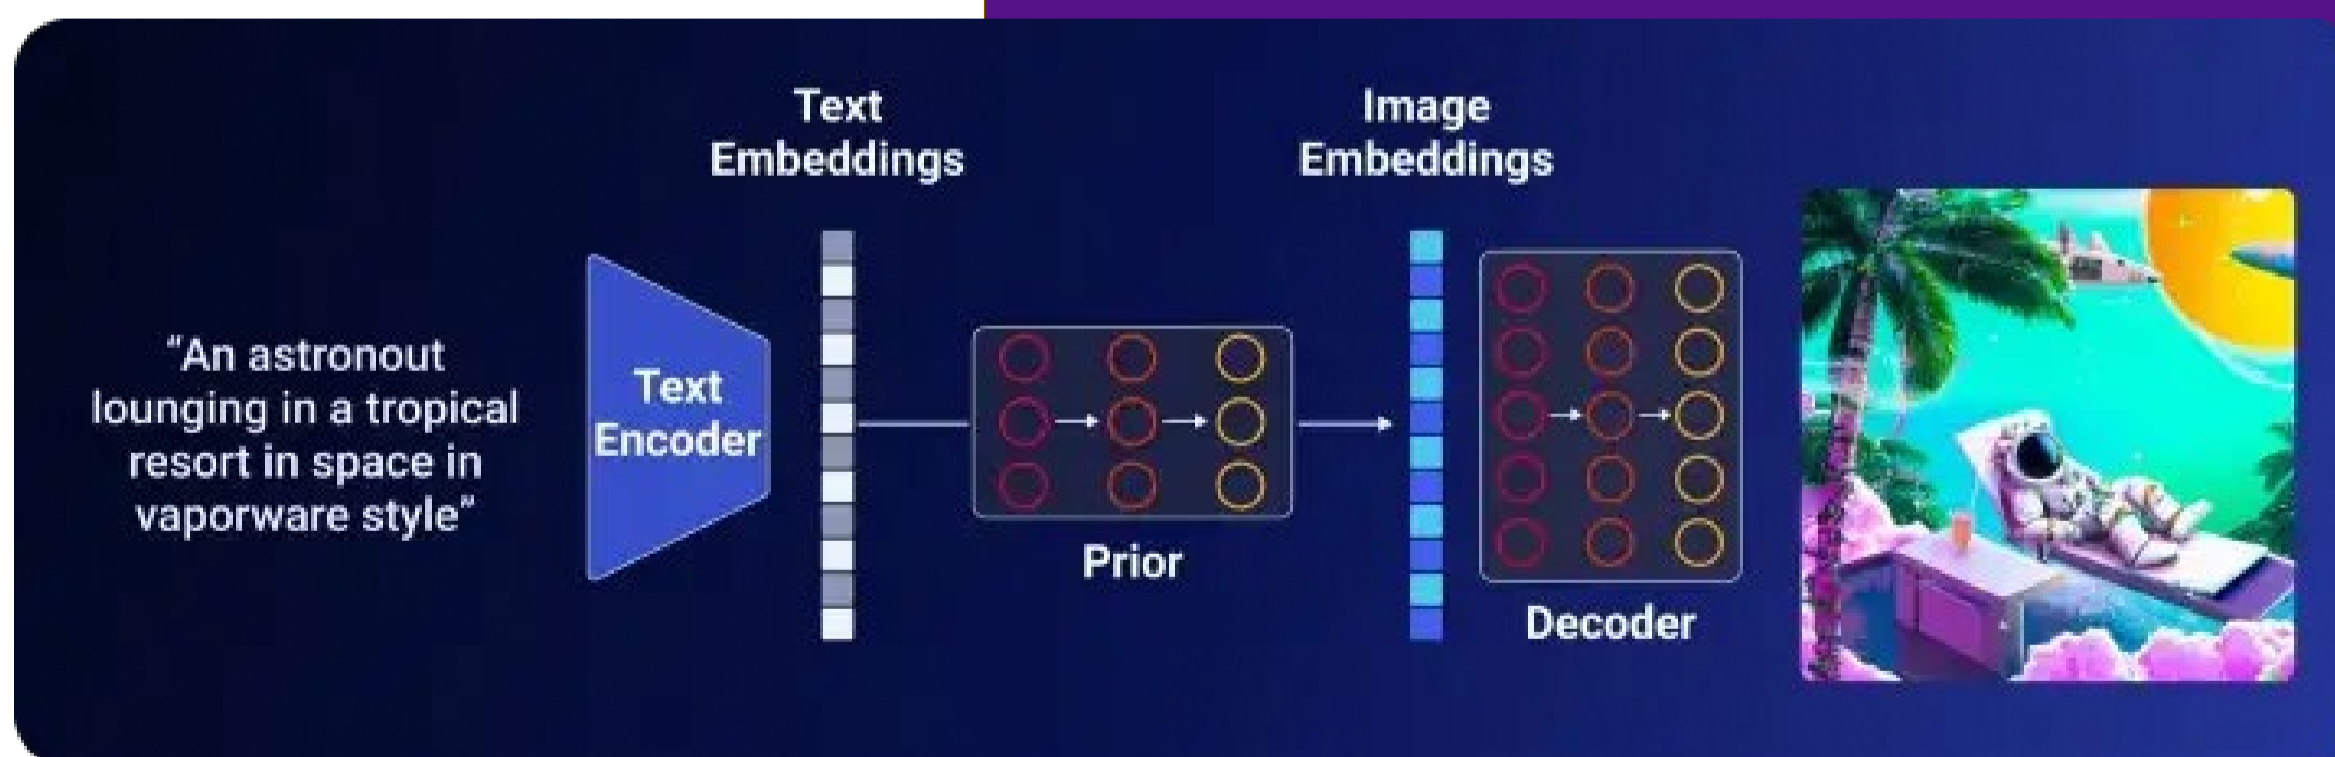 Text
Embeddings
Image
Embeddings
“An astronout
lounging in a tropical
resort in space in
vaporware style”
Text
Encoder
Prior
Decoder